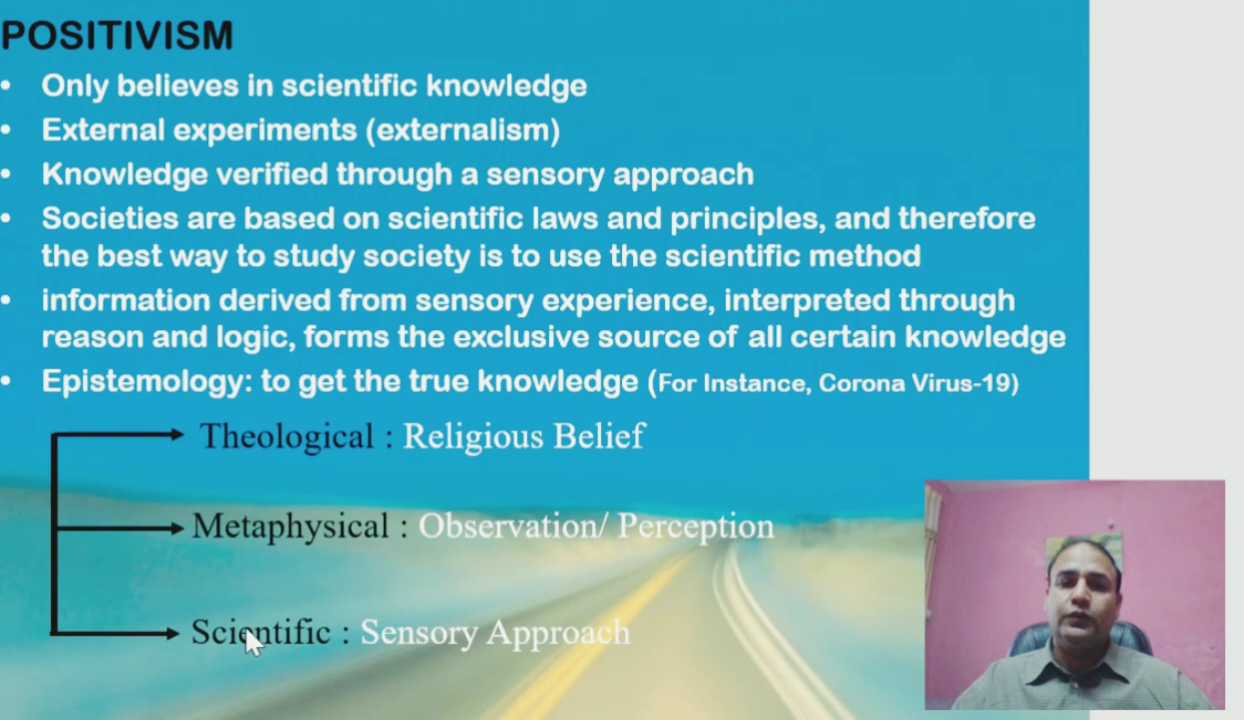 POSITIVISM
• Only believes in scientific knowledge
• External experiments (externalism)
• Knowledge verified through a sensory approach
• Societies are based on scientific laws and principles, and therefore
the best way to study society is to use the scientific method
• information derived from sensory experience, interpreted through
reason and logic, forms the exclusive source of all certain knowledge
• Epistemology: to get the true knowledge (For Instance, Corona Virus-19)
Theological : Religious Belief
Metaphysical : Observation/ Perception
Scientific : Sensory Approach